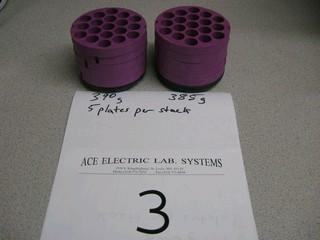 390g 385g
5 plates per stack
ACE ELECTRIC LAB. SYSTEMS
3